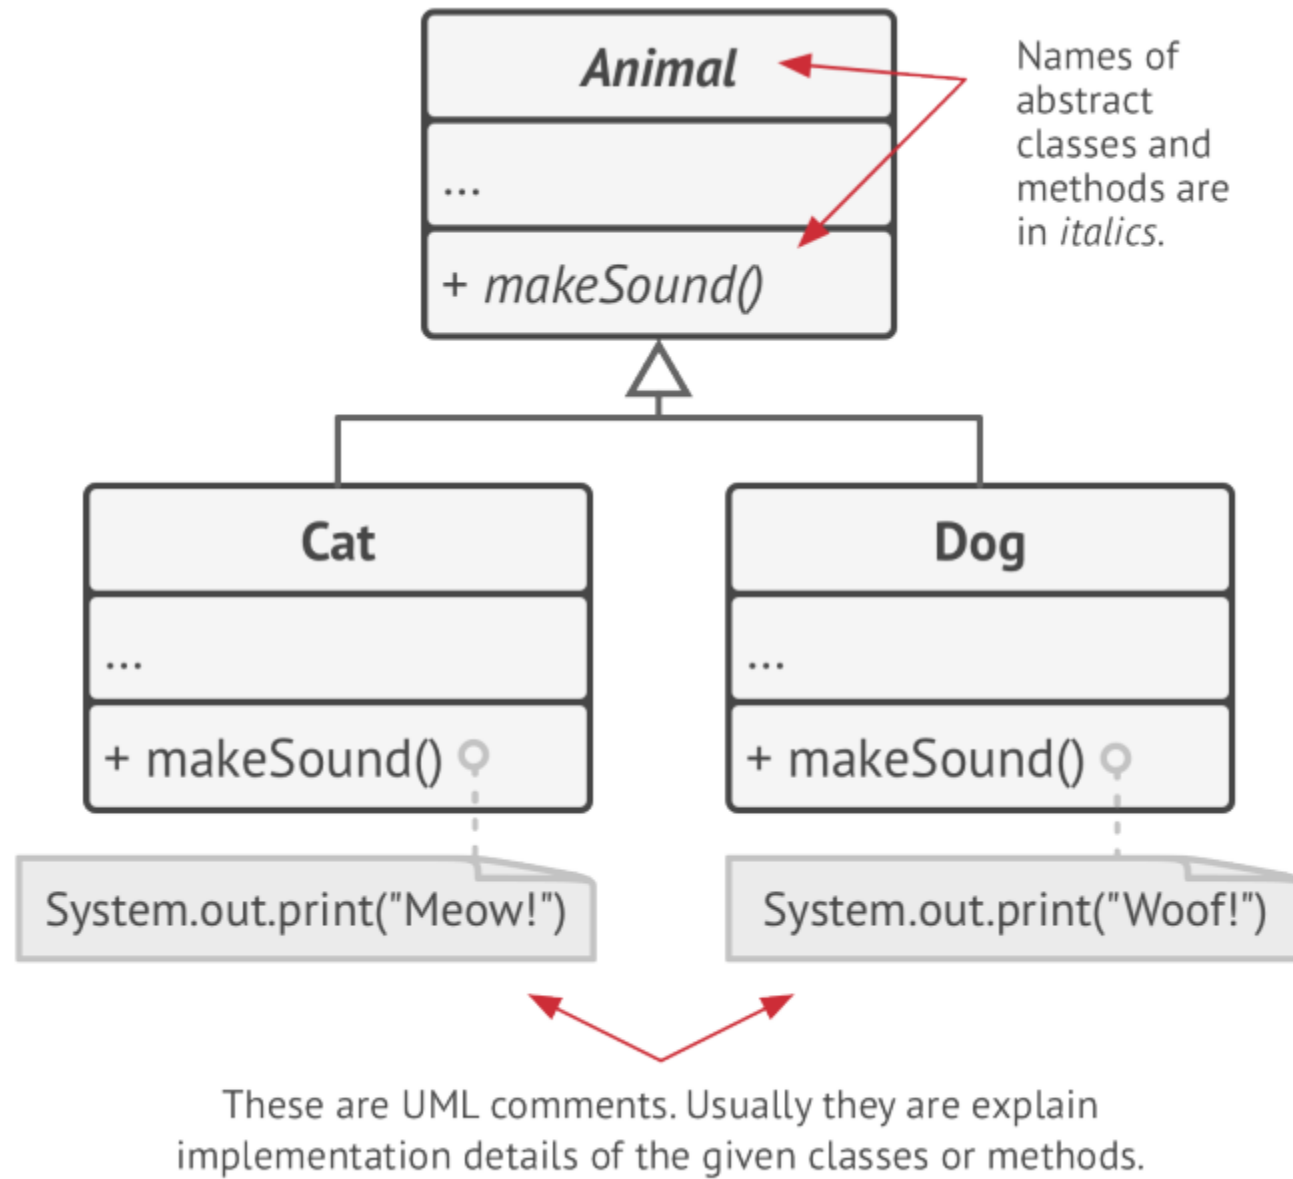 Animal
Names of
abstract
classes and
methods are
in italics.
...
+ makeSound()
Cat
...
+ makeSound()
System.out.print("Meow!")
Dog
...
+ makeSound()
System.out.print("Woof!")
These are UML comments. Usually they are explain
implementation details of the given classes or methods.